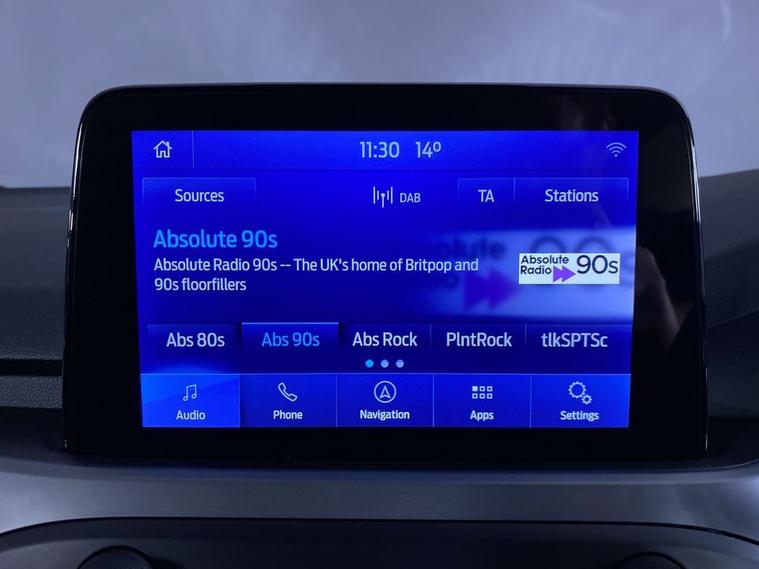 11:30 14º
Sources DAB TA Stations
Absolute 90s
Absolute Radio 90s -- The UK's home of Britpop and
90s floorfillers
Absolute
Radio 90s
Abs 80s Abs 90s Abs Rock PlntRock tlkSPTSc
Audio Phone Navigation Apps Settings